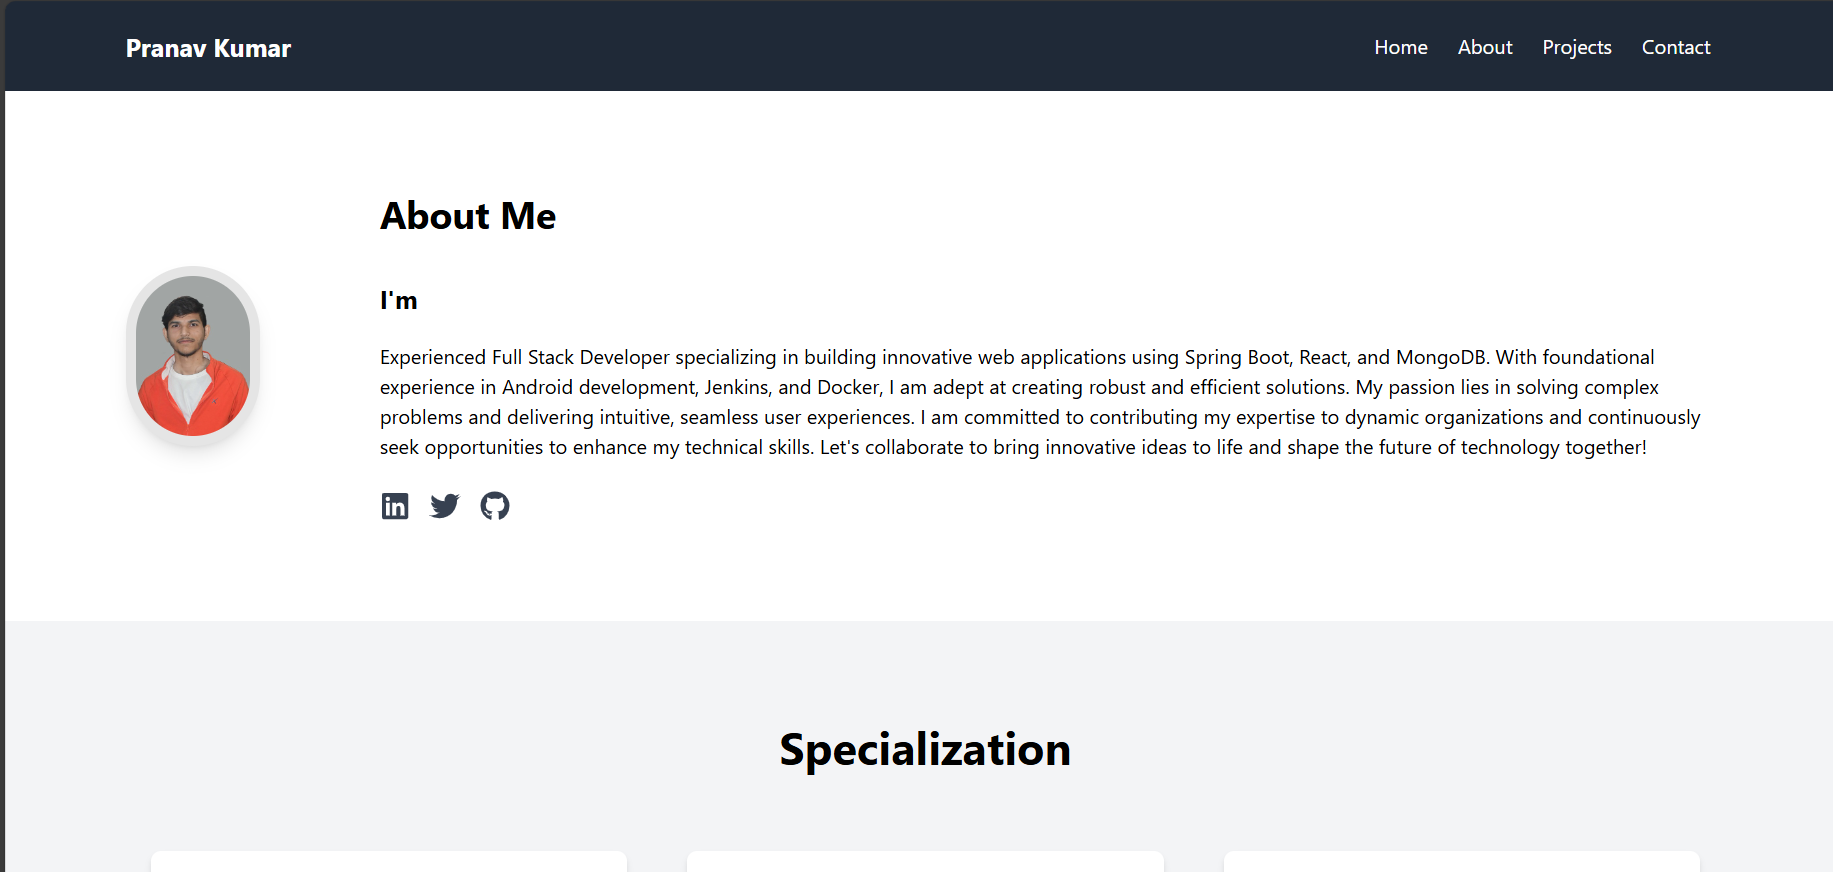 Pranav Kumar
Home About Projects Contact
About Me
I'm
Experienced Full Stack Developer specializing in building innovative web applications using Spring Boot, React, and MongoDB. With foundational
experience in Android development, Jenkins, and Docker, I am adept at creating robust and efficient solutions. My passion lies in solving complex
problems and delivering intuitive, seamless user experiences. I am committed to contributing my expertise to dynamic organizations and continuously
seek opportunities to enhance my technical skills. Let's collaborate to bring innovative ideas to life and shape the future of technology together!
in
Specialization